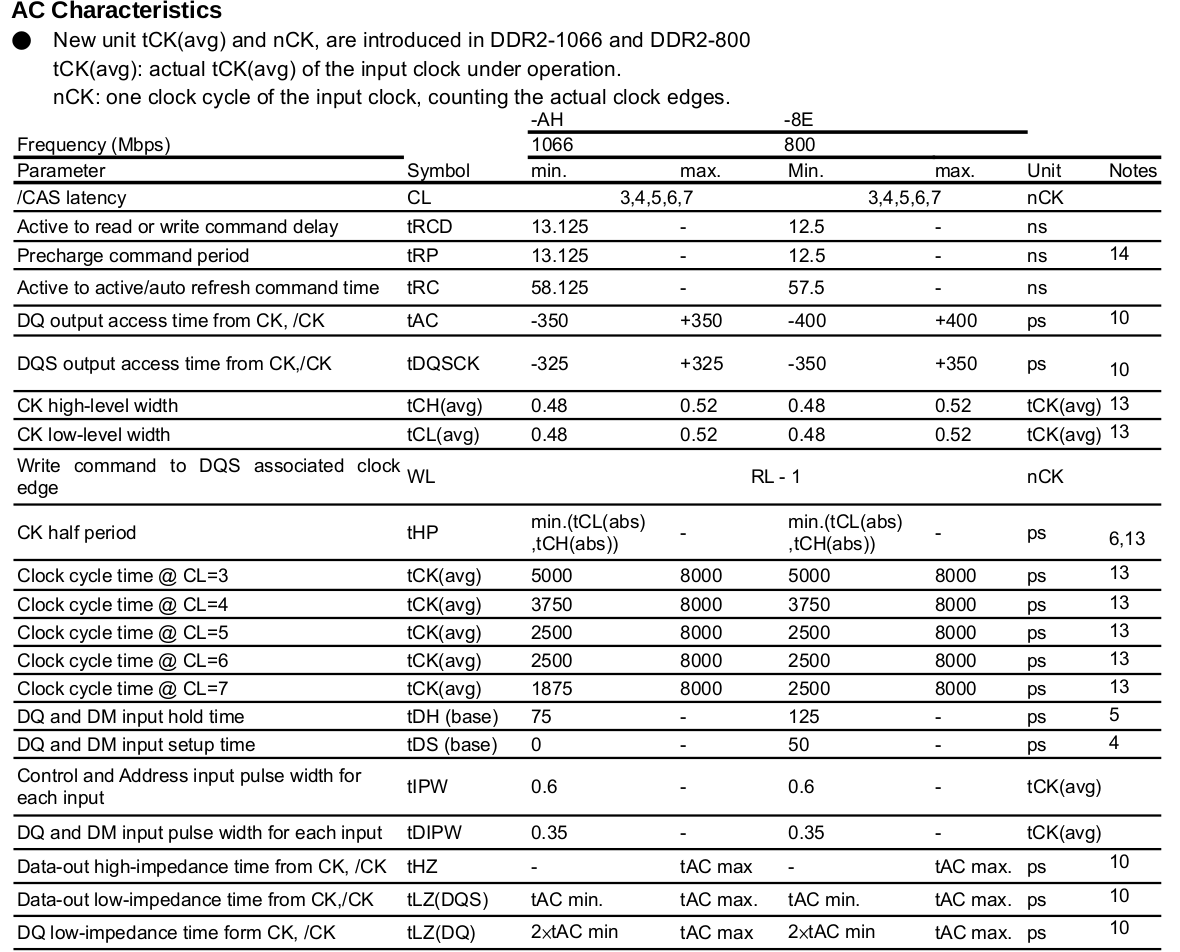 AC Characteristics
● New unit tCK(avg) and nCK, are introduced in DDR2-1066 and DDR2-800
tCK(avg): actual tCK(avg) of the input clock under operation.
nCK: one clock cycle of the input clock, counting the actual clock edges.
-AH -8E
Frequency (Mbps) 1066 800
Parameter Symbol min. max. Min. max. Unit Notes
/CAS latency CL 3,4,5,6,7 3,4,5,6,7 nCK
Active to read or write command delay tRCD 13.125 - 12.5 - ns
Precharge command period tRP 13.125 - 12.5 - ns 14
Active to active/auto refresh command time tRC 58.125 - 57.5 - ns
DQ output access time from CK, /CK tAC -350 +350 -400 +400 ps 10
DQS output access time from CK,/CK tDQSCK -325 +325 -350 +350 ps 10
CK high-level width tCH(avg) 0.48 0.52 0.48 0.52 tCK(avg) 13
CK low-level width tCL(avg) 0.48 0.52 0.48 0.52 tCK(avg) 13
Write command to DQS associated clock
edge WL RL - 1 nCK
CK half period tHP min.(tCL(abs) - min.(tCL(abs) - ps 6,13
,tCH(abs)) ,tCH(abs))
Clock cycle time @ CL=3 tCK(avg) 5000 8000 5000 8000 ps 13
Clock cycle time @ CL=4 tCK(avg) 3750 8000 3750 8000 ps 13
Clock cycle time @ CL=5 tCK(avg) 2500 8000 2500 8000 ps 13
Clock cycle time @ CL=6 tCK(avg) 2500 8000 2500 8000 ps 13
Clock cycle time @ CL=7 tCK(avg) 1875 8000 2500 8000 ps 13
DQ and DM input hold time tDH (base) 75 - 125 - ps 5
DQ and DM input setup time tDS (base) 0 - 50 - ps 4
Control and Address input pulse width for
each input tIPW 0.6 - 0.6 - tCK(avg)
DQ and DM input pulse width for each input tDIPW 0.35 - 0.35 - tCK(avg)
Data-out high-impedance time from CK, /CK tHZ - tAC max - tAC max. ps 10
Data-out low-impedance time from CK,/CK tLZ(DQS) tAC min. tAC max. tAC min. tAC max. ps 10
DQ low-impedance time form CK, /CK tLZ(DQ) 2×tAC min tAC max 2×tAC min tAC max. ps 10